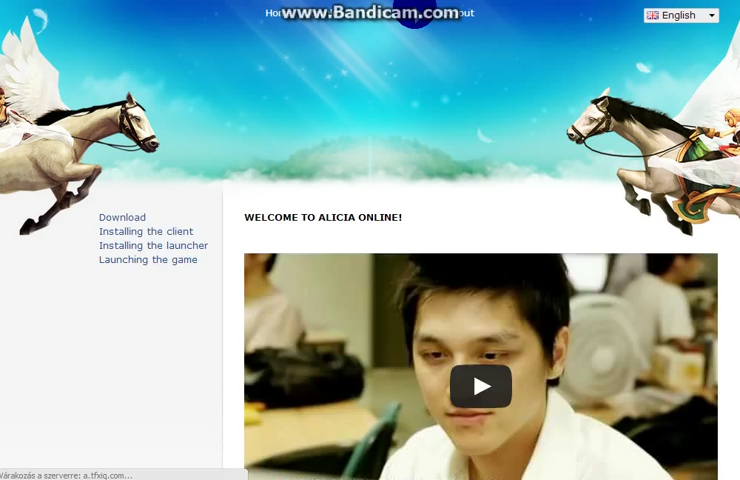 www.Bandicam.com
English
Download
Installing the client
Installing the launcher
Launching the game
WELCOME TO ALICIA ONLINE!
Várakozás a szerverre: a.tfxiq.com...